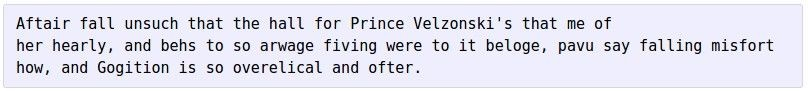 Aftair fall unsuch that the hall for Prince Velzonski's that me of
her hearly, and behs to so arwage fiving were to it beloge, pavu say falling misfort
how, and Gogition is so overelical and ofter.